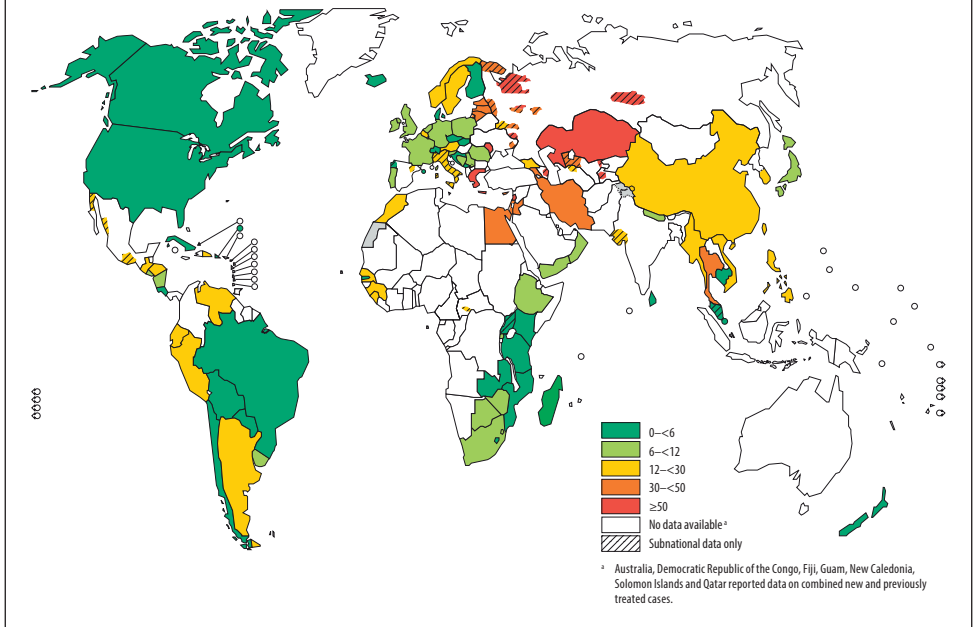 0–<6
6–<12
12–<30
30–<50
≥50
No data available ᵃ
Subnational data only
ᵃ Australia, Democratic Republic of the Congo, Fiji, Guam, New Caledonia,
Solomon Islands and Qatar reported data on combined new and previously
treated cases.